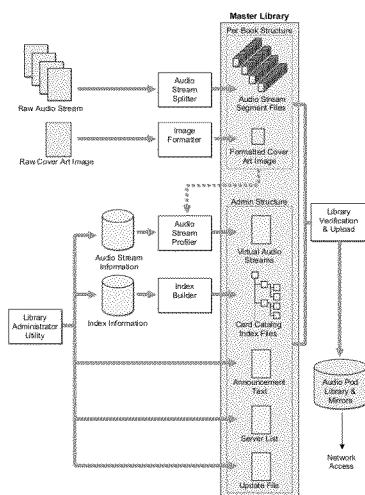 Master Library
Per Book Structure
Raw Audio Stream
Audio
Stream
Splitter
Audio Stream
Segment Files
Raw Cover Art Image
Image
Formatter
Formatted Cover
Art Image
Admin Structure
Audio Stream
Information
Audio
Stream
Profiler
Virtual Audio
Streams
Library
Verification
& Upload
Index Information
Index
Builder
Card Catalog
Index Files
Library
Administrator
Utility
Announcement
Text
Audio Pod
Library &
Mirrors
Server List
Network
Access
Update File